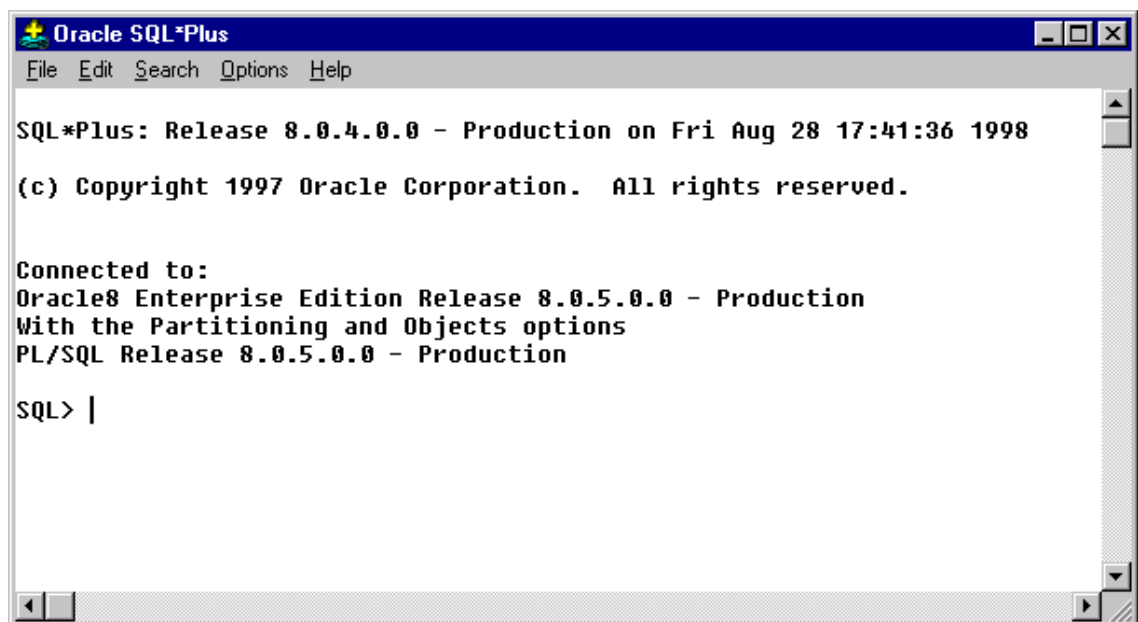 Oracle SQL*Plus
File Edit Search Options Help
SQL*Plus: Release 8.0.4.0.0 - Production on Fri Aug 28 17:41:36 1998
(c) Copyright 1997 Oracle Corporation.  All rights reserved.
Connected to:
Oracle8 Enterprise Edition Release 8.0.5.0.0 - Production
With the Partitioning and Objects options
PL/SQL Release 8.0.5.0.0 - Production
SQL>